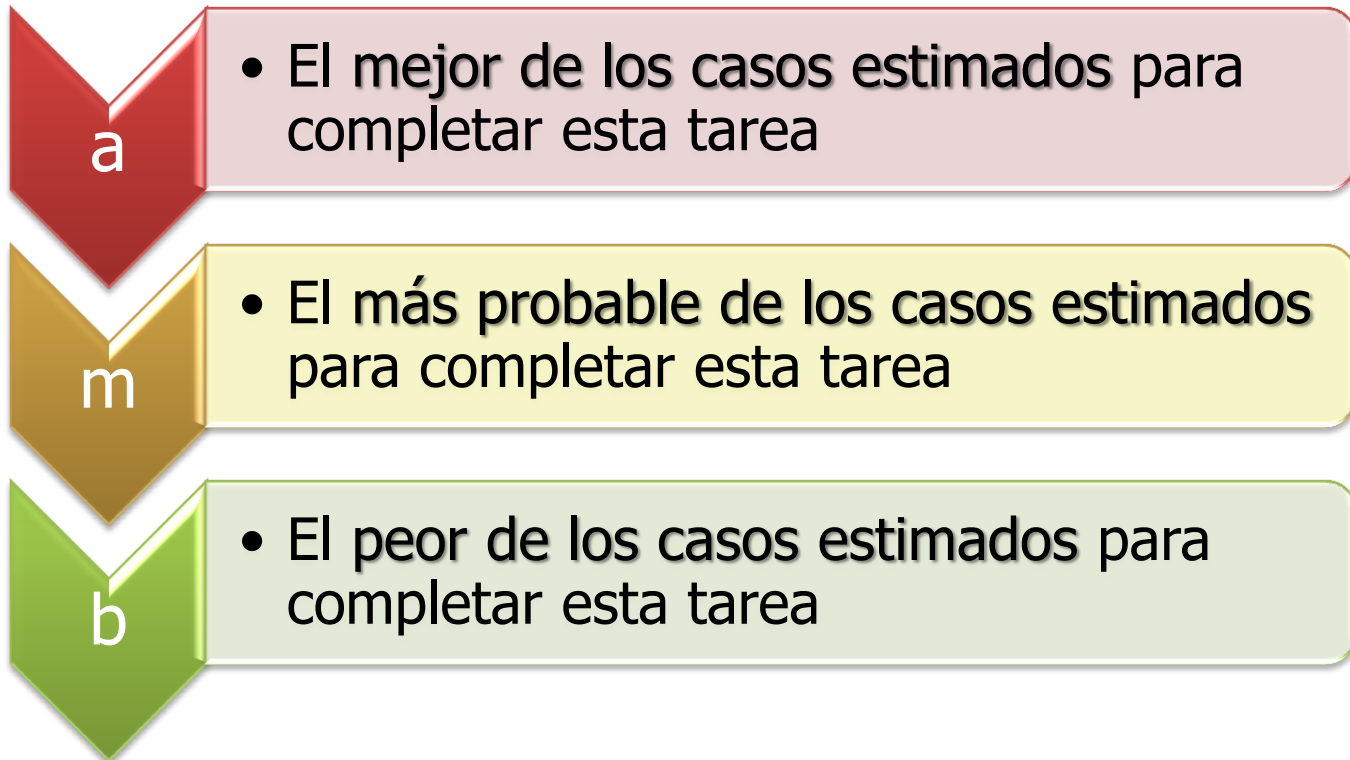 a
• El mejor de los casos estimados para
completar esta tarea
m
• El más probable de los casos estimados
para completar esta tarea
b
• El peor de los casos estimados para
completar esta tarea